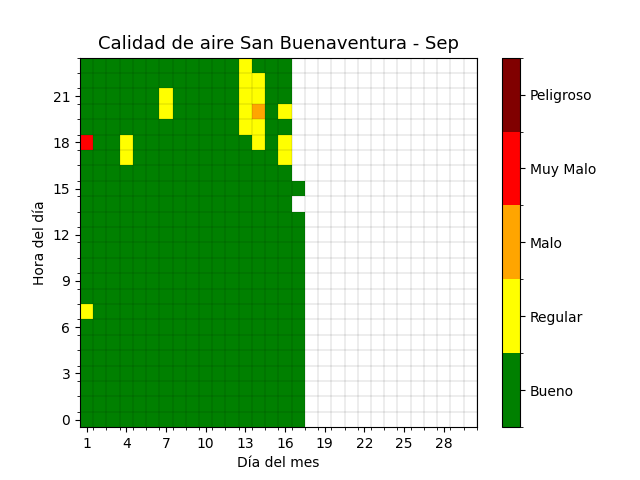 Calidad de aire San Buenaventura - Sep
Hora del día
21
18
15
12
9
6
3
0
1 4 7 10 13 16 19 22 25 28
Día del mes
Peligroso
Muy Malo
Malo
Regular
Bueno